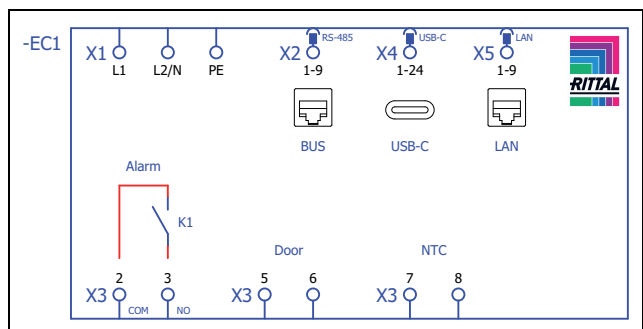 -EC1
X1 L1 L2/N PE X2 RS-485 1-9 X4 USB-C 1-24 X5 LAN 1-9
RITTAL
BUS USB-C LAN
Alarm
K1
Door NTC
X3 2 COM 3 NO X3 5 6 X3 7 8